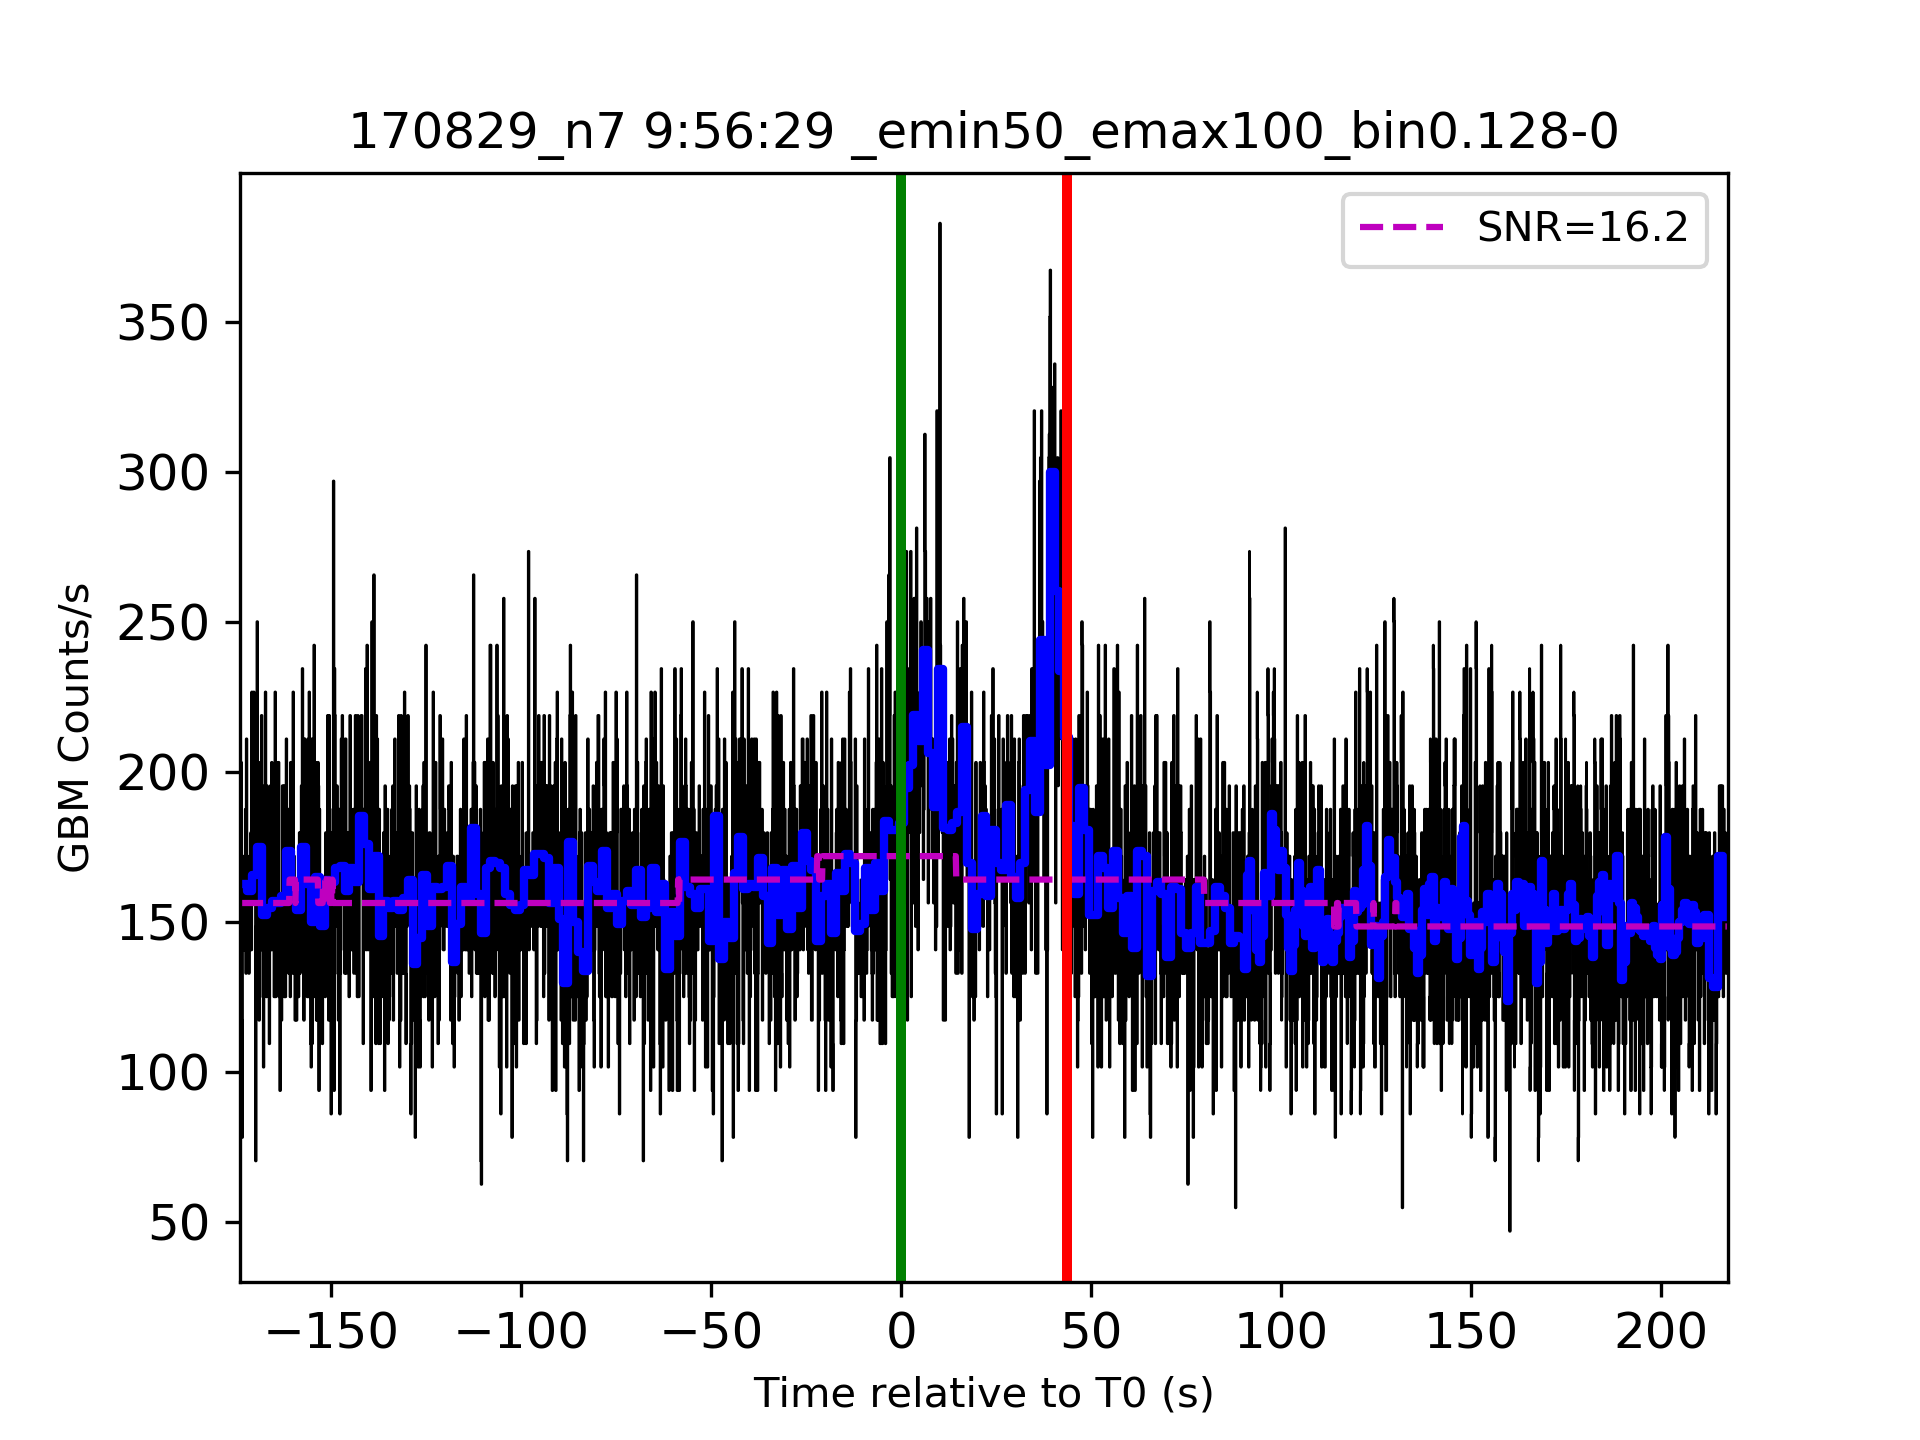 170829_n7 9:56:29 _emin50_emax100_bin0.128-0
SNR=16.2
GBM Counts/s
350
300
250
200
150
100
50
−150 −100 −50 0 50 100 150 200
Time relative to T0 (s)